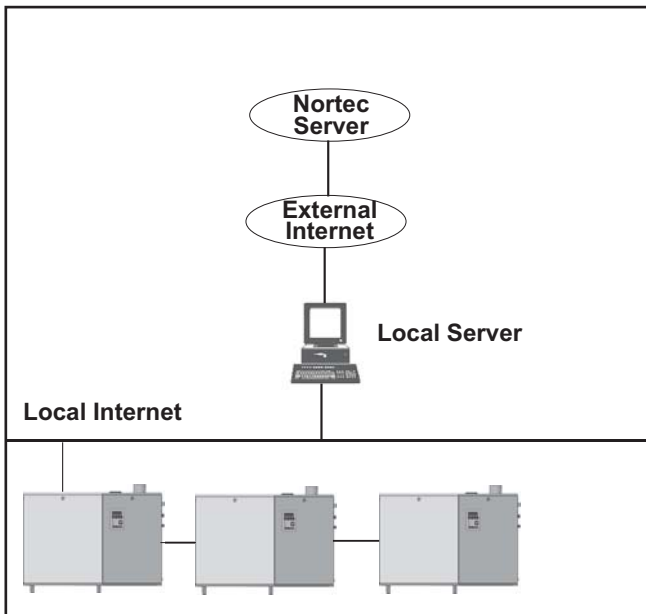 Nortec
Server
External
Internet
Local Server
Local Internet